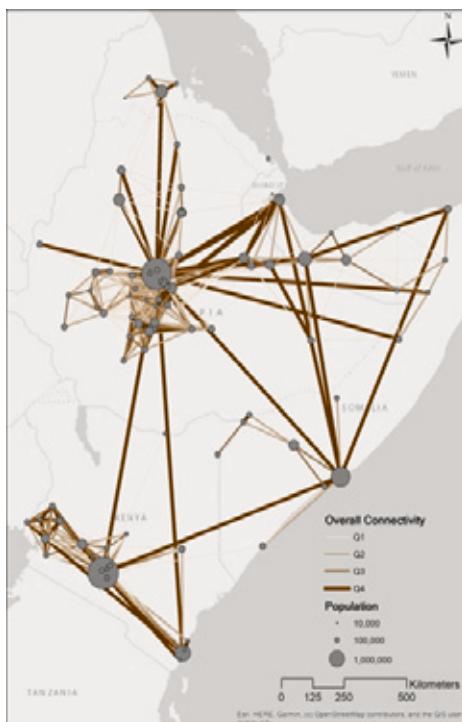 N
YEMEN
Gulf of Aden
DJIBOUTI
P I A
SOMALIA
KENYA
TANZANIA
Overall Connectivity
Q1
Q2
Q3
Q4
Population
10,000
100,000
1,000,000
Kilometers
0 125 250 500
Esri, HERE, Garmin, (c) OpenStreetMap contributors, and the GIS user